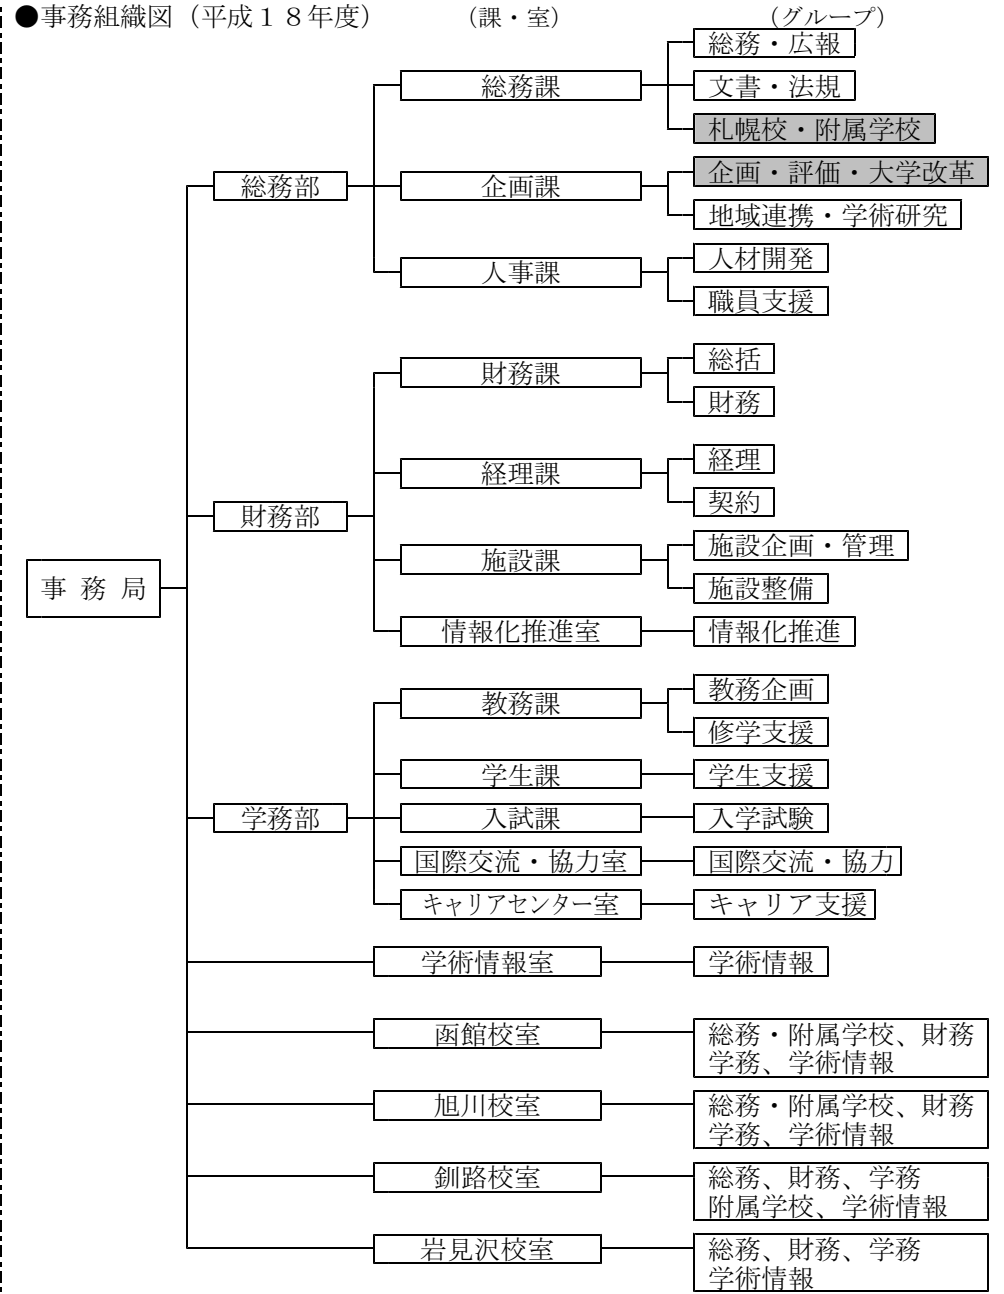 ●事務組織図（平成１８年度）　　　（課・室）　　　（グループ）
総務・広報
総務課
文書・法規
札幌校・附属学校
企画・評価・大学改革
総務部
企画課
地域連携・学術研究
人材開発
人事課
職員支援
総括
財務課
財務
経理
経理課
契約
財務部
施設企画・管理
施設課
施設整備
事 務 局
情報化推進室
情報化推進
教務企画
教務課
修学支援
学生課
学生支援
学務部
入試課
入学試験
国際交流・協力室
国際交流・協力
キャリアセンター室
キャリア支援
学術情報室
学術情報
函館校室
総務・附属学校、財務
学務、学術情報
旭川校室
総務・附属学校、財務
学務、学術情報
釧路校室
総務、財務、学務
附属学校、学術情報
岩見沢校室
総務、財務、学務
学術情報